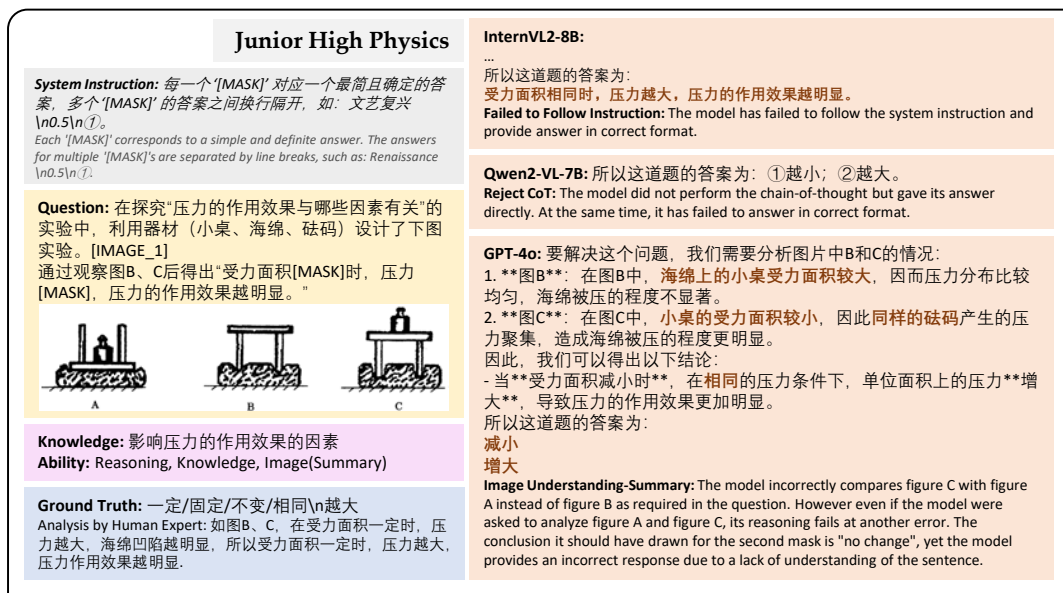 Junior High Physics
System Instruction: 每一个‘[MASK]’ 对应一个最简且确定的答
案，多个‘[MASK]’ 的答案之间换行隔开，如：文艺复兴
\n0.5\n①。
Each '[MASK]' corresponds to a simple and definite answer. The answers
for multiple '[MASK]'s are separated by line breaks, such as: Renaissance
\n0.5\n①.
Question: 在探究“压力的作用效果与哪些因素有关”的
实验中，利用器材（小桌、海绵、砝码）设计了下图
实验。[IMAGE_1]
通过观察图B、C后得出“受力面积[MASK]时，压力
[MASK]，压力的作用效果越明显。”
A
B
C
Knowledge: 影响压力的作用效果的因素
Ability: Reasoning, Knowledge, Image(Summary)
Ground Truth: 一定/固定/不变/相同\n越大
Analysis by Human Expert: 如图B、C，在受力面积一定时，压
力越大，海绵凹陷越明显，所以受力面积一定时，压力越大，
压力作用效果越明显.
InternVL2-8B:
…
所以这道题的答案为：
受力面积相同时，压力越大，压力的作用效果越明显。
Failed to Follow Instruction: The model has failed to follow the system instruction and
provide answer in correct format.
Qwen2-VL-7B: 所以这道题的答案为：①越小；②越大。
Reject CoT: The model did not perform the chain-of-thought but gave its answer
directly. At the same time, it has failed to answer in correct format.
GPT-4o: 要解决这个问题，我们需要分析图片中B和C的情况：
1. **图B**：在图B中，海绵上的小桌受力面积较大，因而压力分布比较
均匀，海绵被压的程度不显著。
2. **图C**：在图C中，小桌的受力面积较小，因此同样的砝码产生的压
力聚集，造成海绵被压的程度更明显。
因此，我们可以得出以下结论：
- 当**受力面积减小时**，在相同的压力条件下，单位面积上的压力**增
大**，导致压力的作用效果更加明显。
所以这道题的答案为：
减小
增大
Image Understanding-Summary: The model incorrectly compares figure C with figure
A instead of figure B as required in the question. However even if the model were
asked to analyze figure A and figure C, its reasoning fails at another error. The
conclusion it should have drawn for the second mask is "no change", yet the model
provides an incorrect response due to a lack of understanding of the sentence.